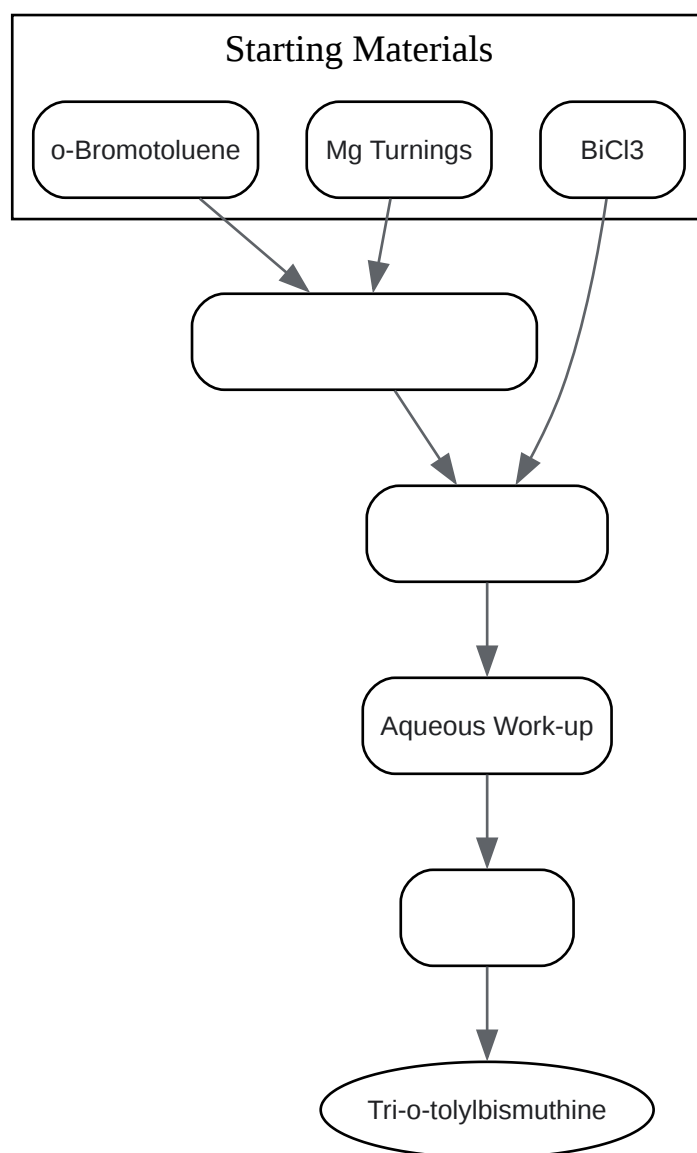 Starting Materials
o-Bromotoluene
Mg Turnings
BiCl3
Aqueous Work-up
Tri-o-tolylbismuthine